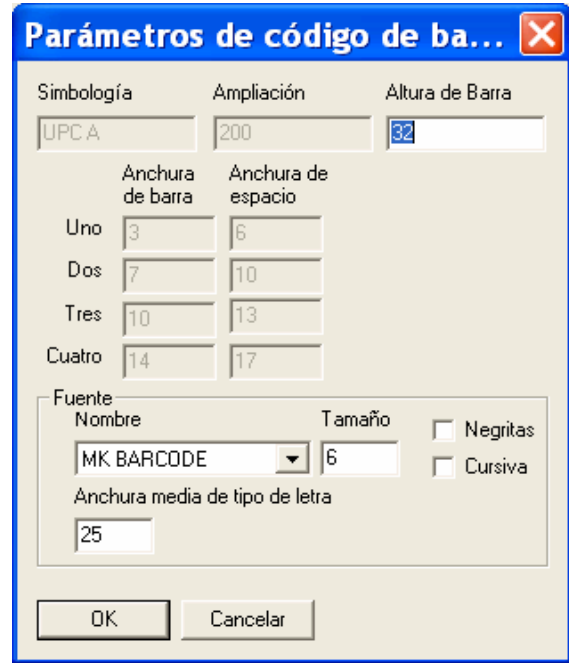 Parámetros de código de ba...
Simbología Ampliación Altura de Barra
UPC A 200 32
Anchura de barra Anchura de espacio
Uno 3 6
Dos 7 10
Tres 10 13
Cuatro 14 17
Fuente
Nombre Tamaño
Negritas
MK BARCODE 6
Cursiva
Anchura media de tipo de letra
25
OK Cancelar